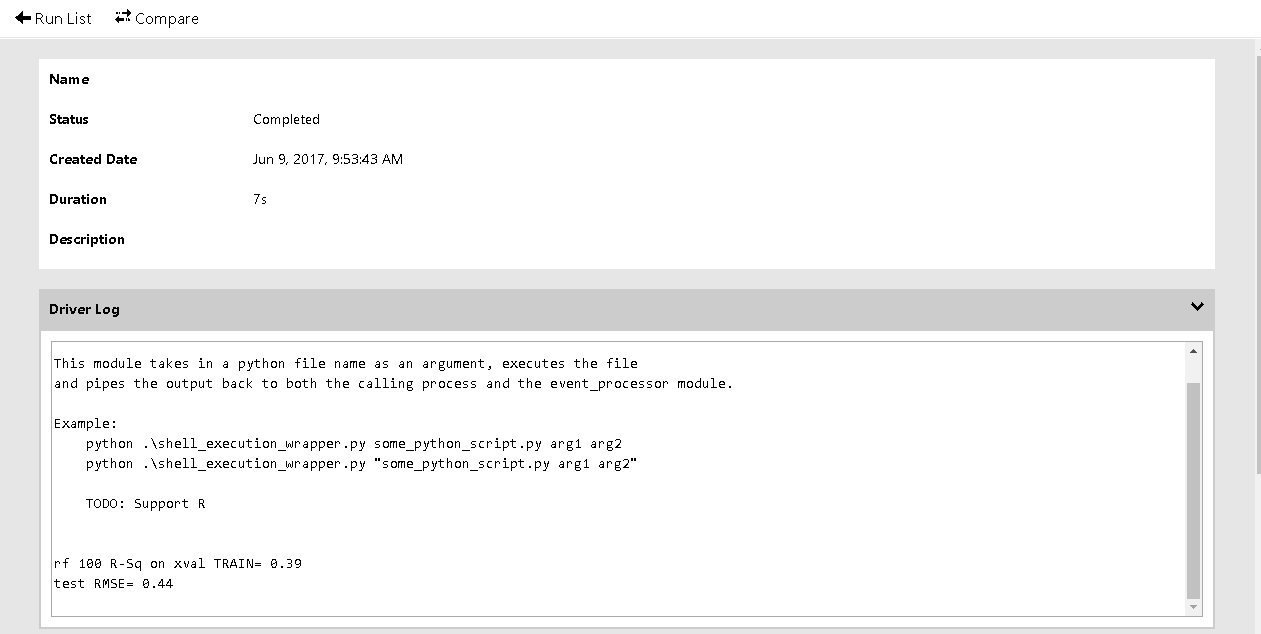 Run List Compare
Name
Status Completed
Created Date Jun 9, 2017, 9:53:43 AM
Duration 7s
Description
Driver Log
This module takes in a python file name as an argument, executes the file
and pipes the output back to both the calling process and the event_processor module.
Example:
python .\shell_execution_wrapper.py some_python_script.py arg1 arg2
python .\shell_execution_wrapper.py "some_python_script.py arg1 arg2"
TODO: Support R
rf 100 R-Sq on xval TRAIN= 0.39
test RMSE= 0.44